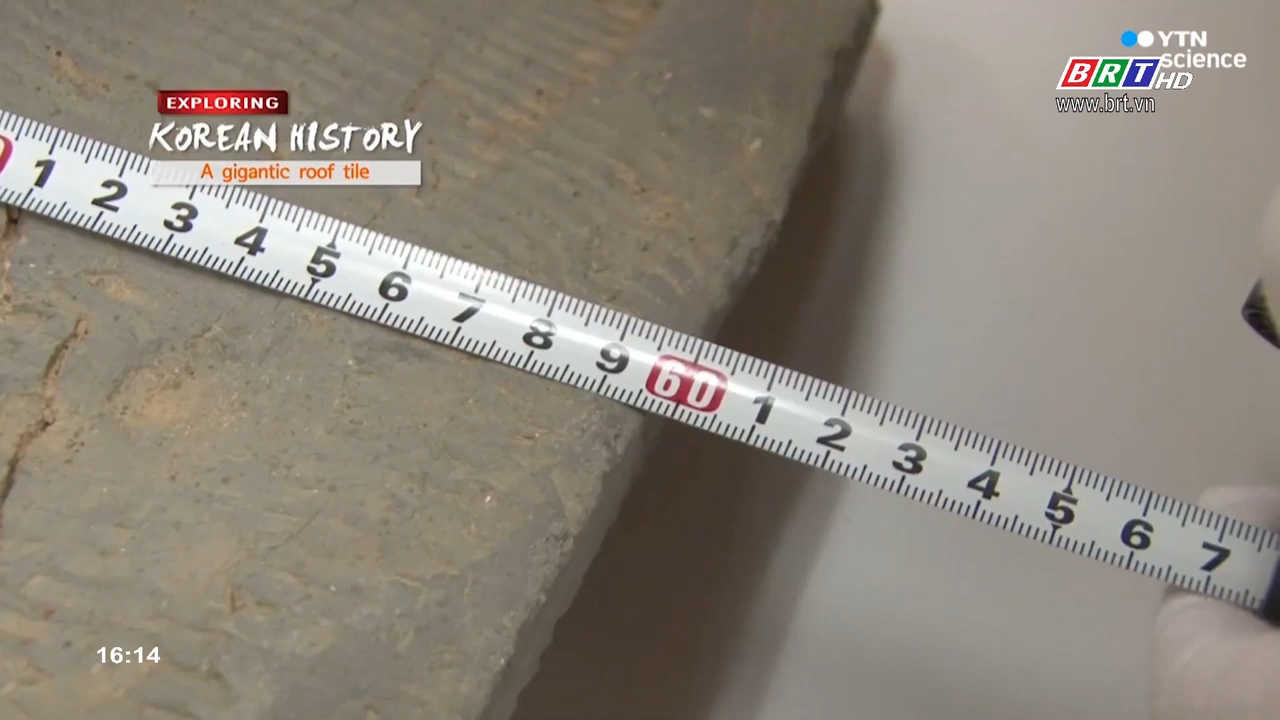 YTN
science
BRT HD
www.brt.vn
EXPLORING
KOREAN HISTORY
A gigantic roof tile
1 2 3 4 5 6 7 8 9 60 1 2 3 4 5 6 7
16:14